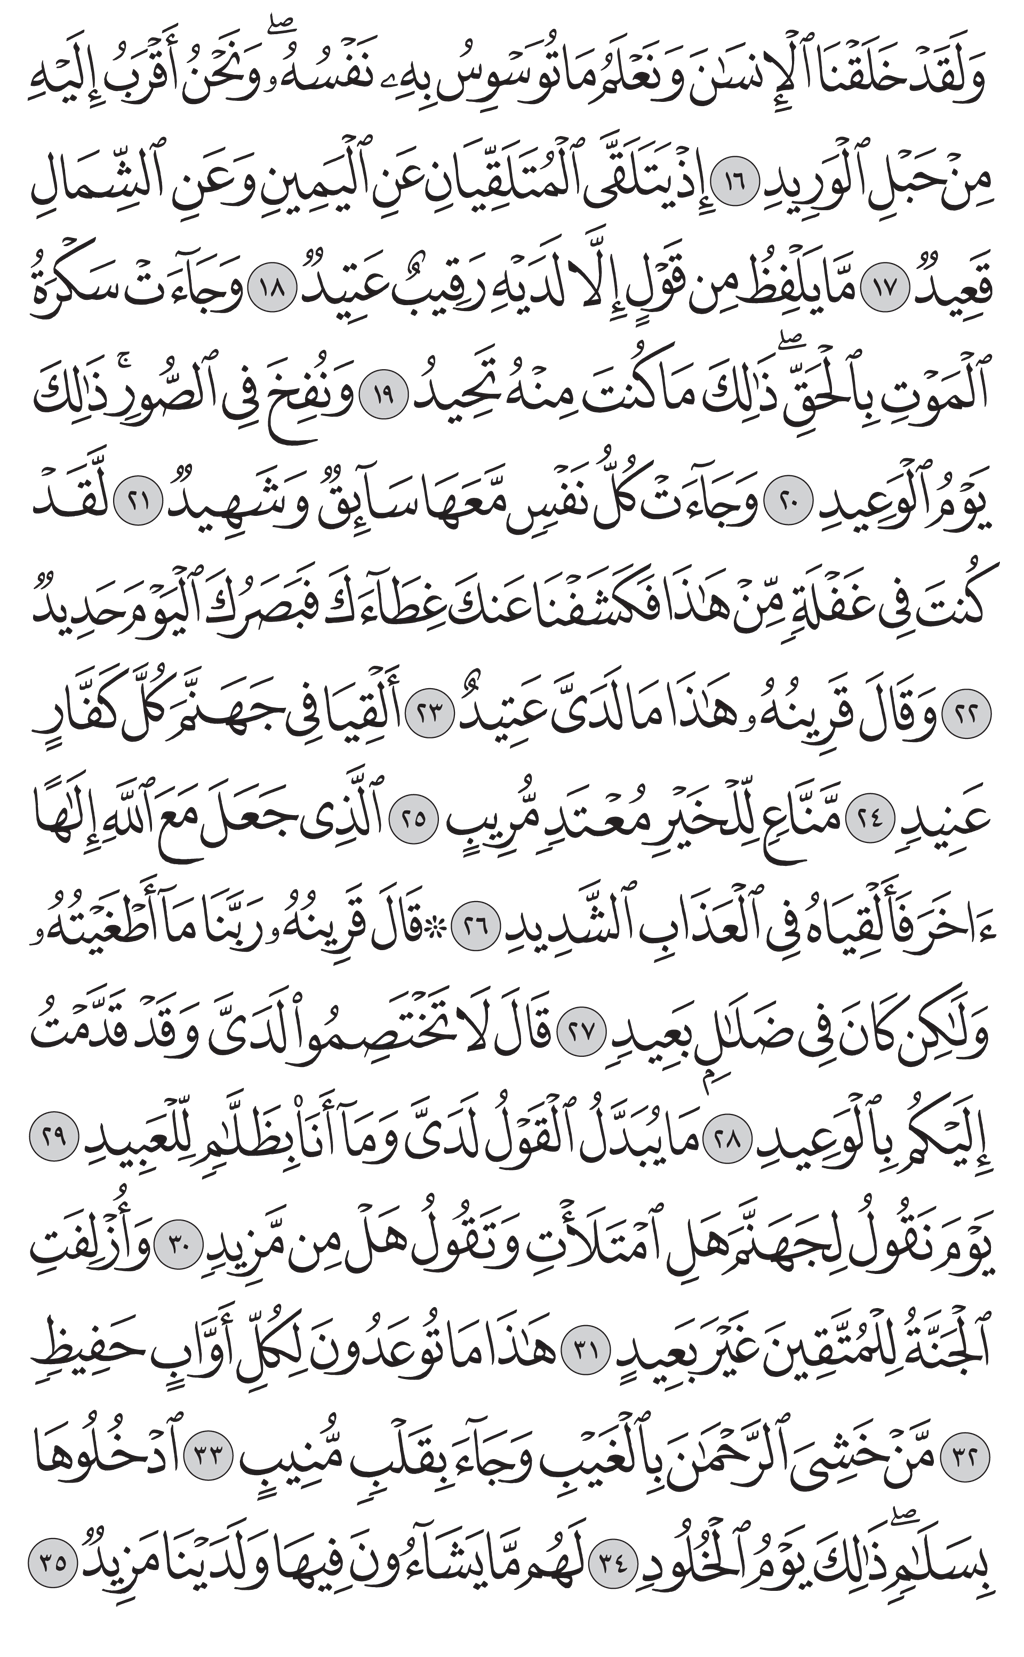 وَلَقَدْ خَلَقْنَا ٱلْإِنسَٰنَ وَنَعْلَمُ مَا تُوَسْوِسُ بِهِۦ نَفْسُهُۥ ۖ وَنَحْنُ أَقْرَبُ إِلَيْهِ
مِنْ حَبْلِ ٱلْوَرِيدِ ١٦ إِذْ يَتَلَقَّى ٱلْمُتَلَقِّيَانِ عَنِ ٱلْيَمِينِ وَعَنِ ٱلشِّمَالِ
قَعِيدٌ ١٧ مَّا يَلْفِظُ مِن قَوْلٍ إِلَّا لَدَيْهِ رَقِيبٌ عَتِيدٌ ١٨ وَجَآءَتْ سَكْرَةُ
ٱلْمَوْتِ بِٱلْحَقِّ ۖ ذَٰلِكَ مَا كُنتَ مِنْهُ تَحِيدُ ١٩ وَنُفِخَ فِى ٱلصُّورِ ۚ ذَٰلِكَ
يَوْمُ ٱلْوَعِيدِ ٢٠ وَجَآءَتْ كُلُّ نَفْسٍ مَّعَهَا سَآئِقٌ وَشَهِيدٌ ٢١ لَّقَدْ
كُنتَ فِى غَفْلَةٍ مِّنْ هَٰذَا فَكَشَفْنَا عَنكَ غِطَآءَكَ فَبَصَرُكَ ٱلْيَوْمَ حَدِيدٌ
٢٢ وَقَالَ قَرِينُهُۥ هَٰذَا مَا لَدَىَّ عَتِيدٌ ٢٣ أَلْقِيَا فِى جَهَنَّمَ كُلَّ كَفَّارٍ
عَنِيدٍ ٢٤ مَّنَّاعٍ لِّلْخَيْرِ مُعْتَدٍ مُّرِيبٍ ٢٥ ٱلَّذِى جَعَلَ مَعَ ٱللَّهِ إِلَٰهًا
ءَاخَرَ فَأَلْقِيَاهُ فِى ٱلْعَذَابِ ٱلشَّدِيدِ ٢٦ ۞ قَالَ قَرِينُهُۥ رَبَّنَا مَآ أَطْغَيْتُهُۥ
وَلَٰكِن كَانَ فِى ضَلَٰلٍۭ بَعِيدٍ ٢٧ قَالَ لَا تَخْتَصِمُوا۟ لَدَىَّ وَقَدْ قَدَّمْتُ
إِلَيْكُم بِٱلْوَعِيدِ ٢٨ مَا يُبَدَّلُ ٱلْقَوْلُ لَدَىَّ وَمَآ أَنَا۠ بِظَلَّٰمٍ لِّلْعَبِيدِ ٢٩
يَوْمَ نَقُولُ لِجَهَنَّمَ هَلِ ٱمْتَلَأْتِ وَتَقُولُ هَلْ مِن مَّزِيدٍ ٣٠ وَأُزْلِفَتِ
ٱلْجَنَّةُ لِلْمُتَّقِينَ غَيْرَ بَعِيدٍ ٣١ هَٰذَا مَا تُوعَدُونَ لِكُلِّ أَوَّابٍ حَفِيظٍ
٣٢ مَّنْ خَشِىَ ٱلرَّحْمَٰنَ بِٱلْغَيْبِ وَجَآءَ بِقَلْبٍ مُّنِيبٍ ٣٣ ٱدْخُلُوهَا
بِسَلَٰمٍ ۖ ذَٰلِكَ يَوْمُ ٱلْخُلُودِ ٣٤ لَهُم مَّا يَشَآءُونَ فِيهَا وَلَدَيْنَا مَزِيدٌ ٣٥